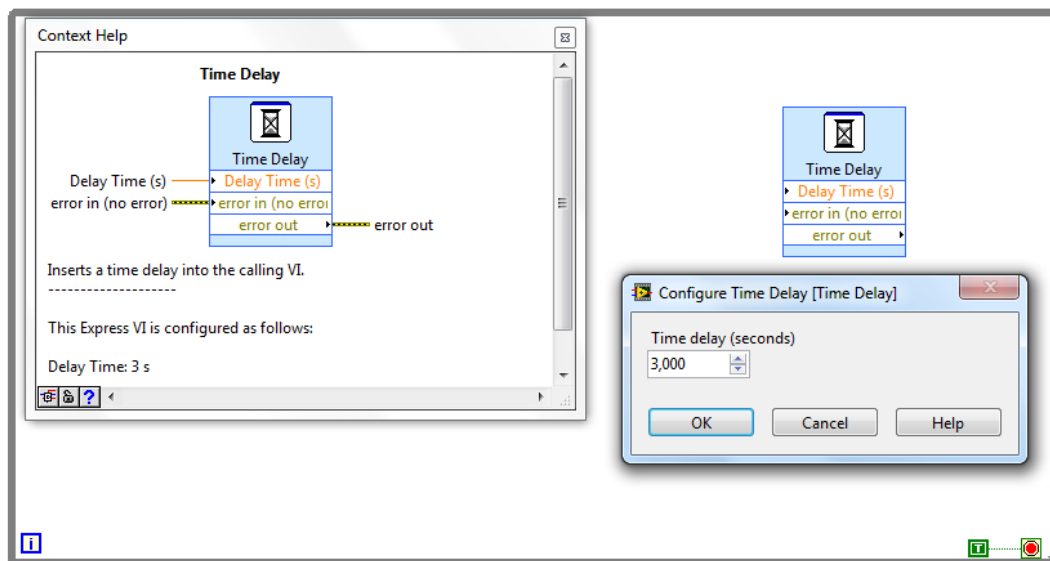 Context Help
Time Delay
Time Delay
Delay Time (s)
Delay Time (s)
error in (no error)
error in (no erroi
error out
error out
Inserts a time delay into the calling VI.
--------------------
This Express VI is configured as follows:
Delay Time: 3 s
?
Time Delay
Delay Time (s)
error in (no erroi
error out
Configure Time Delay [Time Delay]
Time delay (seconds)
3,000
OK
Cancel
Help
i
T